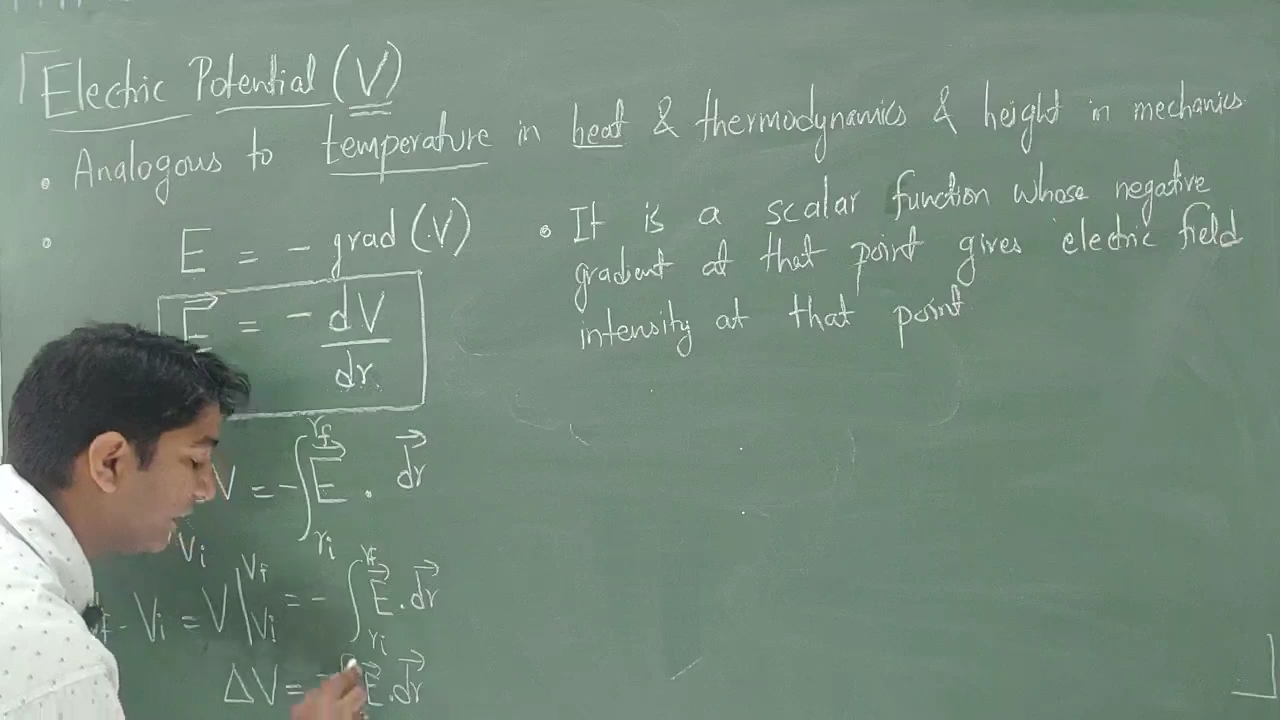 Electric Potential (V)
• Analogous to temperature in heat & thermodynamics & height in mechanics
• E = - grad (V)
E⃗ = - dV/dr
V = - ∫ E⃗ . dr⃗
rf
ri
Vi
- Vi = V | Vf Vi = - ∫ rf ri E⃗ . dr⃗
ΔV = - E⃗ . dr⃗
• It is a scalar function whose negative
gradient at that point gives electric field
intensity at that point